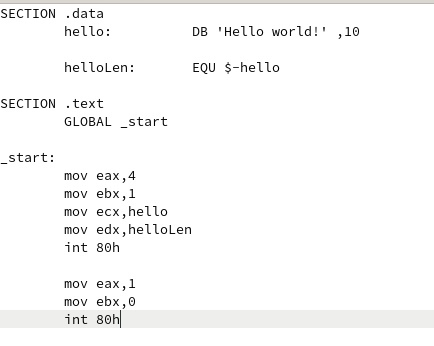 SECTION .data
hello: DB 'Hello world!' ,10
helloLen: EQU $-hello
SECTION .text
GLOBAL _start
_start:
mov eax,4
mov ebx,1
mov ecx,hello
mov edx,helloLen
int 80h
mov eax,1
mov ebx,0
int 80h